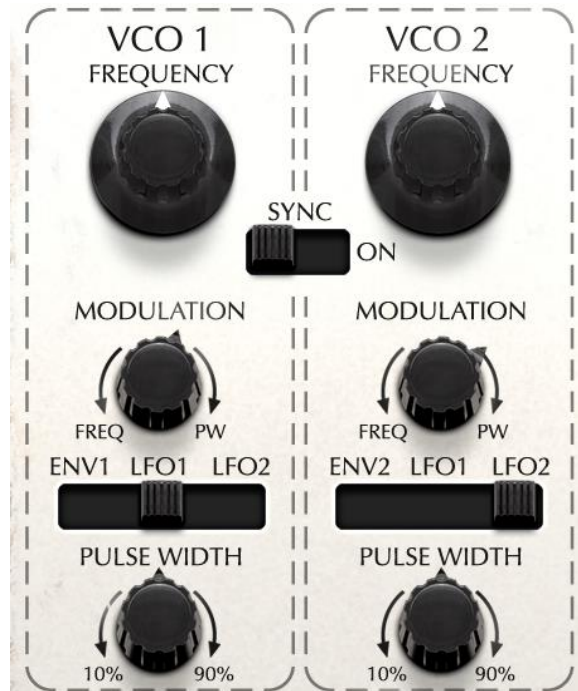 VCO 1
FREQUENCY
VCO 2
FREQUENCY
SYNC
ON
MODULATION
FREQ PW
ENV1 LFO1 LFO2
PULSE WIDTH
10% 90%
MODULATION
FREQ PW
ENV2 LFO1 LFO2
PULSE WIDTH
10% 90%